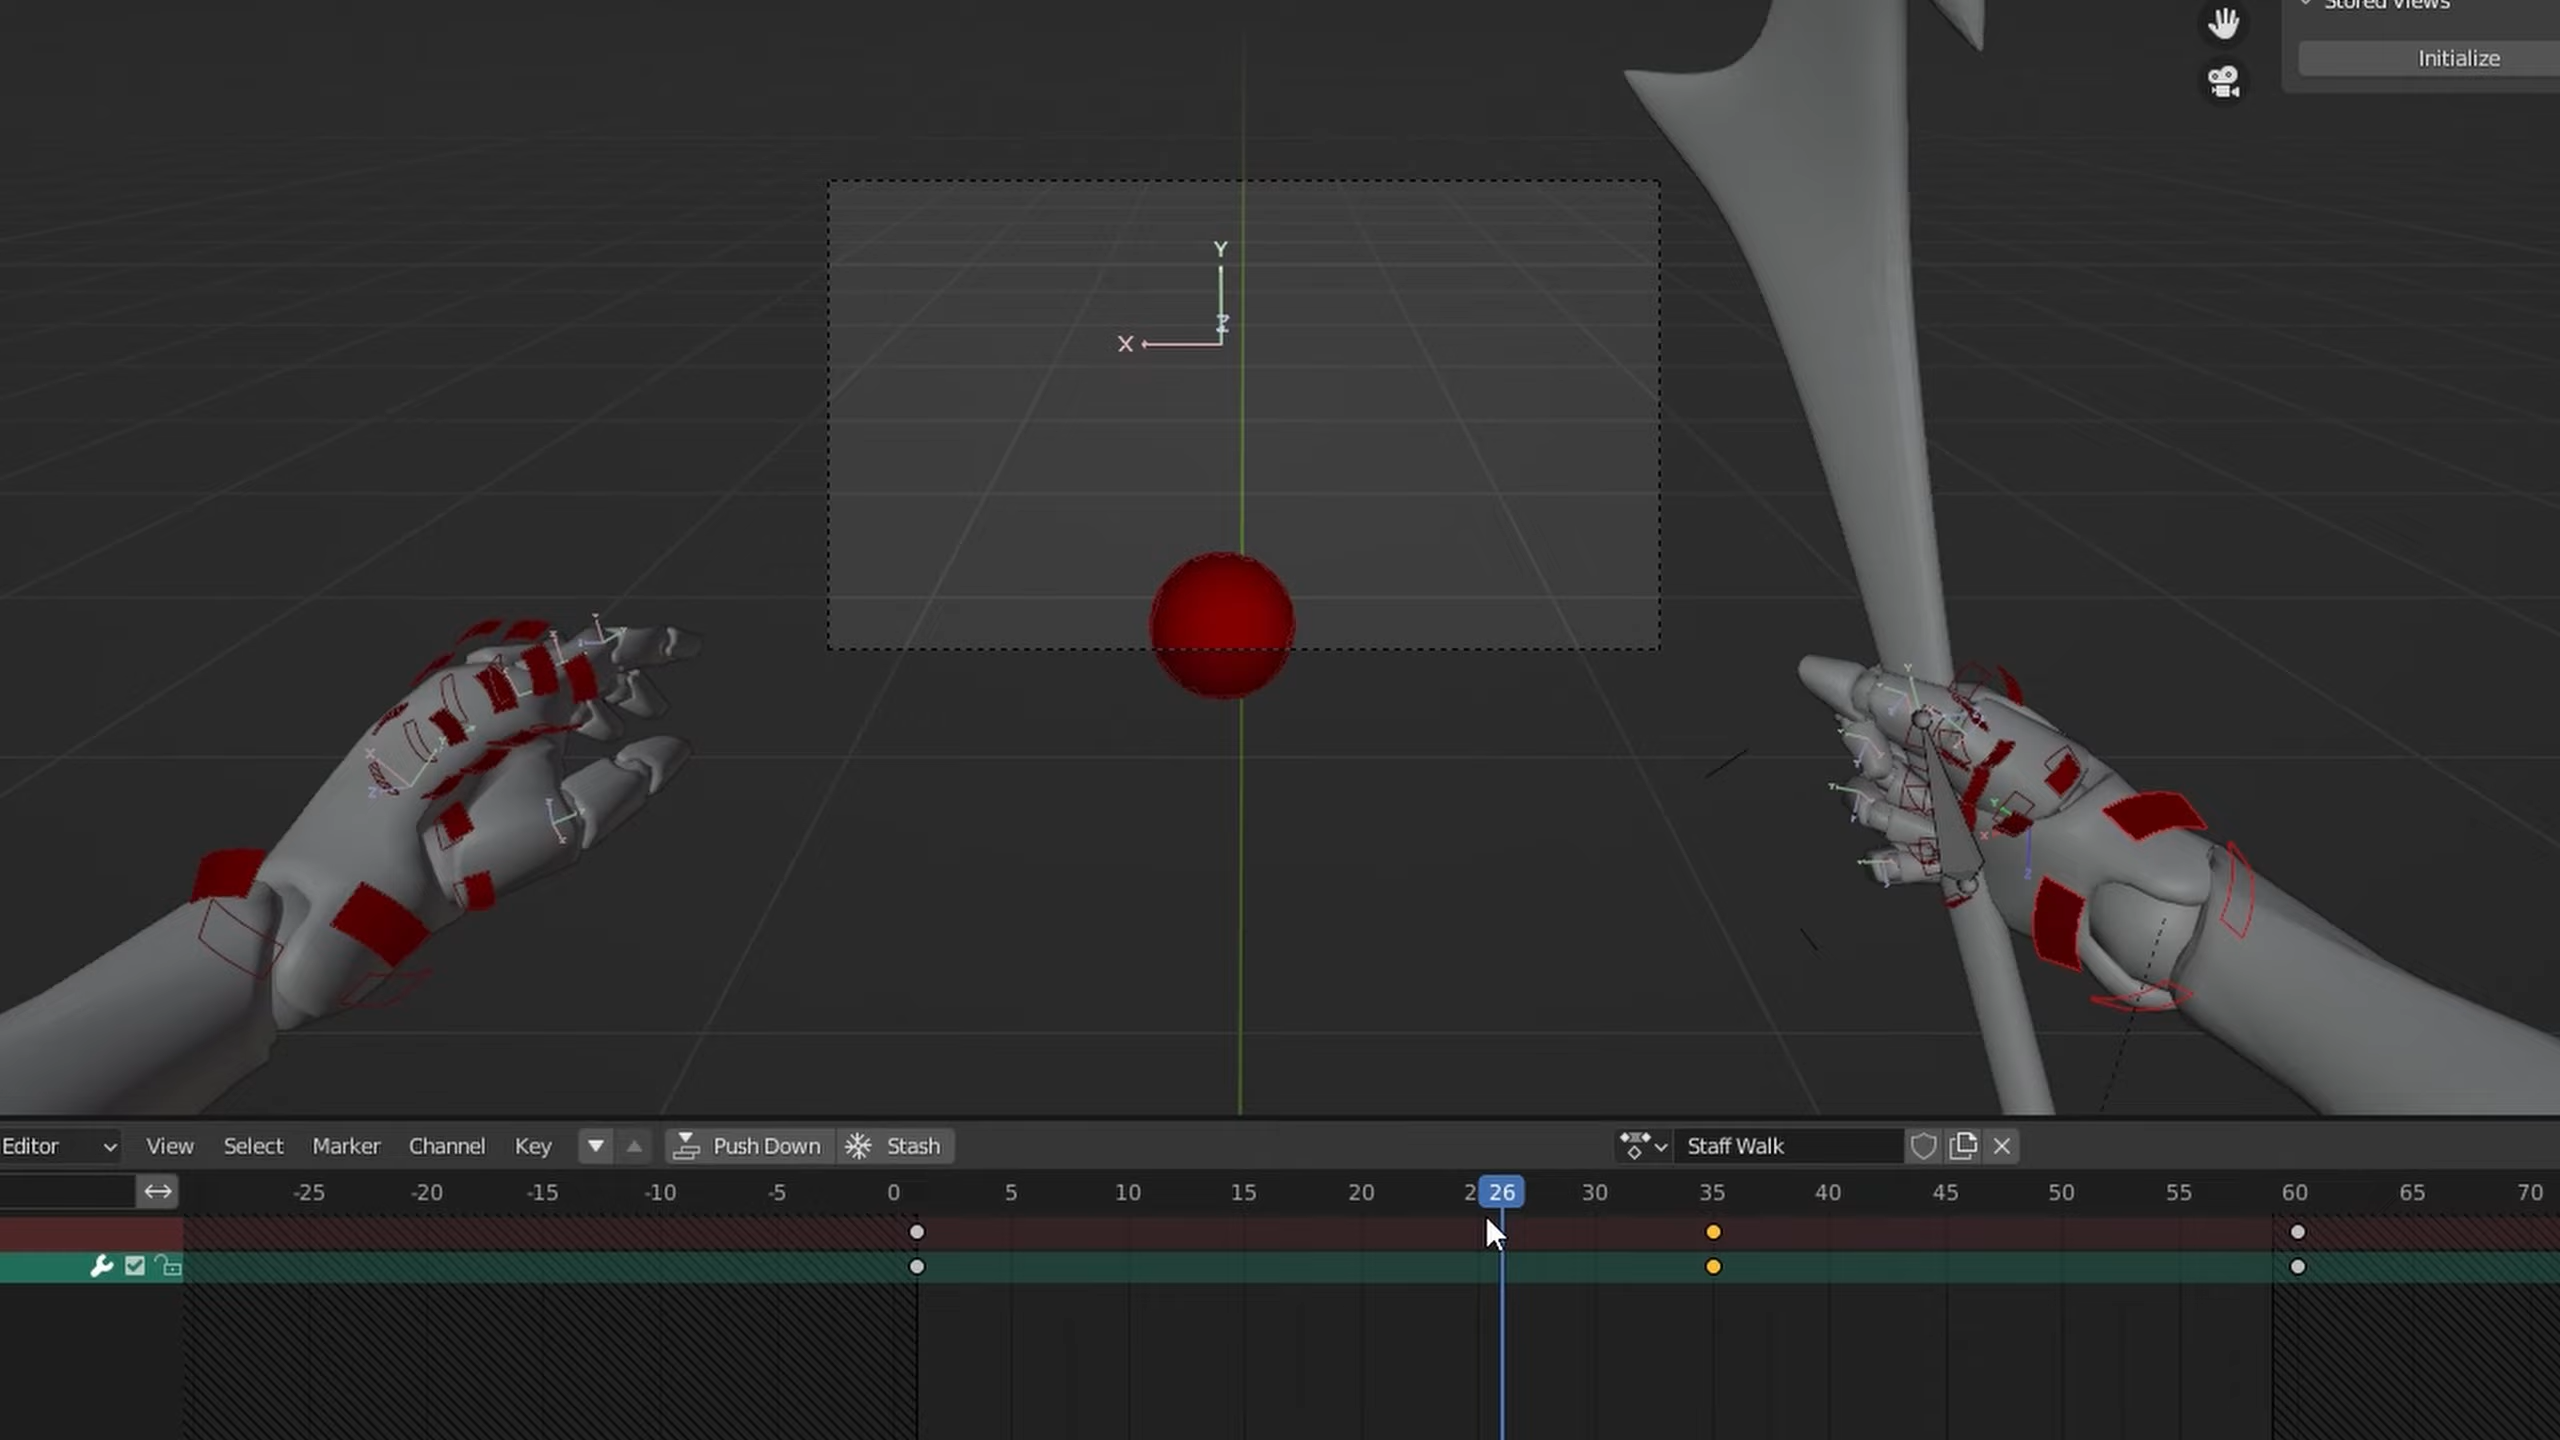 Stored Views
Initialize
Y
Z
X
X
Z
Y
Y
Z
X
Editor View Select Marker Channel Key Push Down Stash Staff Walk
-25 -20 -15 -10 -5 0 5 10 15 20 2 26 30 35 40 45 50 55 60 65 70